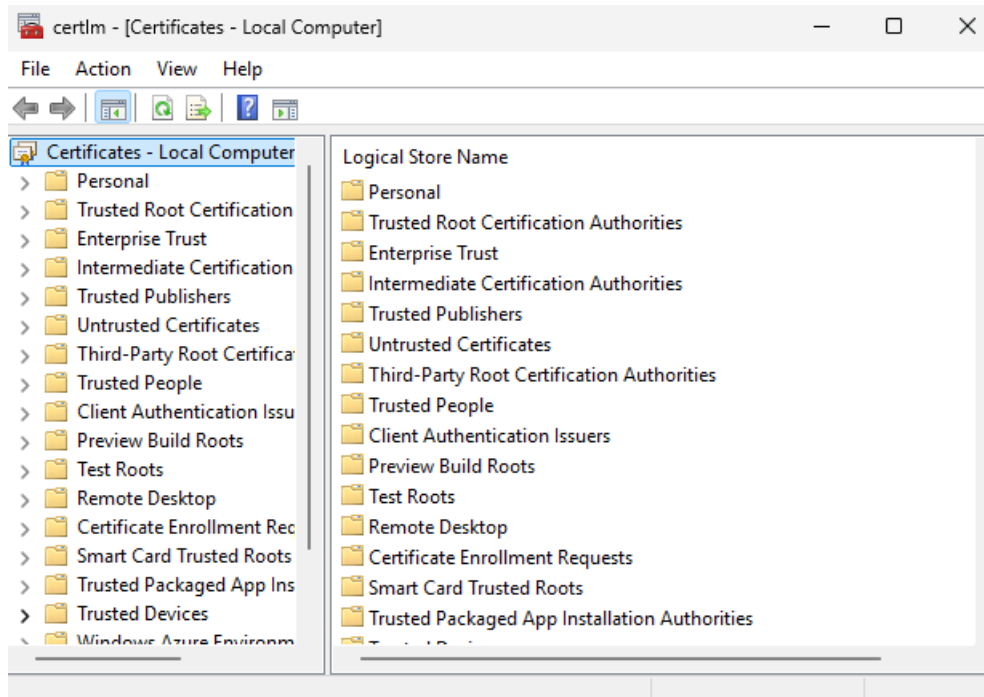 certlm - [Certificates - Local Computer]
File Action View Help
Certificates - Local Computer
Personal
Trusted Root Certification
Enterprise Trust
Intermediate Certification
Trusted Publishers
Untrusted Certificates
Third-Party Root Certificat
Trusted People
Client Authentication Issu
Preview Build Roots
Test Roots
Remote Desktop
Certificate Enrollment Req
Smart Card Trusted Roots
Trusted Packaged App Ins
Trusted Devices
Windows Azure Environm
Logical Store Name
Personal
Trusted Root Certification Authorities
Enterprise Trust
Intermediate Certification Authorities
Trusted Publishers
Untrusted Certificates
Third-Party Root Certification Authorities
Trusted People
Client Authentication Issuers
Preview Build Roots
Test Roots
Remote Desktop
Certificate Enrollment Requests
Smart Card Trusted Roots
Trusted Packaged App Installation Authorities